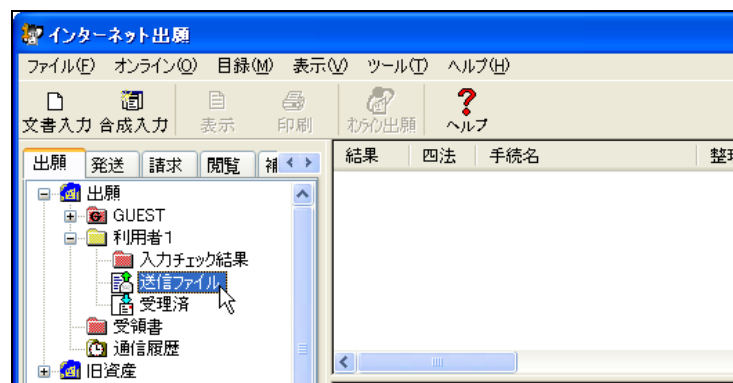 インターネット出願
ファイル(F) オンライン(O) 目録(M) 表示(V) ツール(T) ヘルプ(H)
文書入力 合成入力 表示 印刷 オンライン出願 ヘルプ
出願 発送 請求 閲覧 補
結果 四法 手続名 整理
出願
GUEST
利用者1
入力チェック結果
送信ファイル
受理済
受領書
通信履歴
旧資産